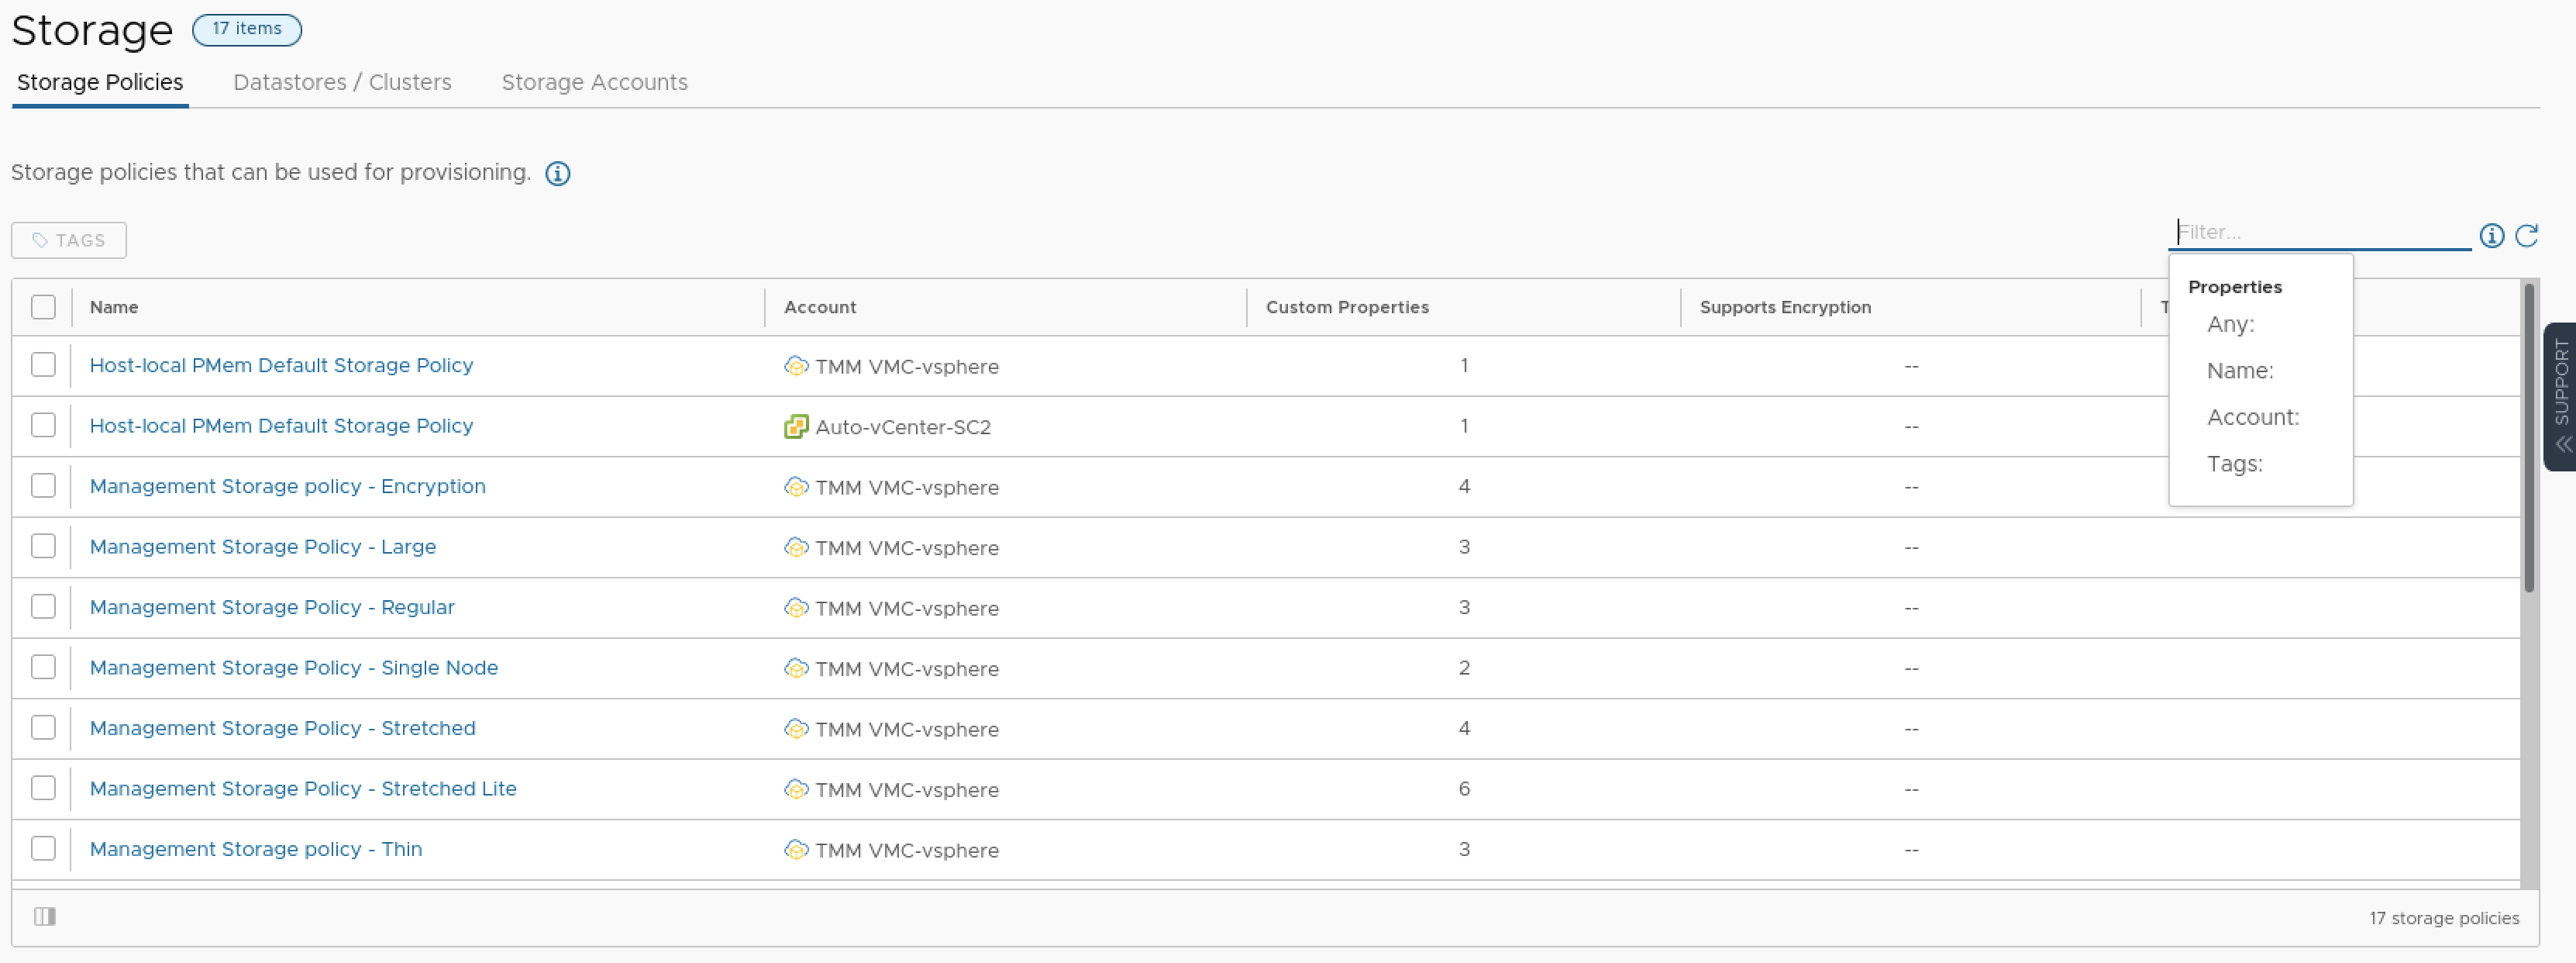 Storage 17 items
Storage Policies Datastores / Clusters Storage Accounts
Storage policies that can be used for provisioning.
TAGS
Filter...
Properties
Any:
Name:
Account:
Tags:
Name Account Custom Properties Supports Encryption
Host-local PMem Default Storage Policy TMM VMC-vsphere 1 --
Host-local PMem Default Storage Policy Auto-vCenter-SC2 1 --
Management Storage policy - Encryption TMM VMC-vsphere 4 --
Management Storage Policy - Large TMM VMC-vsphere 3 --
Management Storage Policy - Regular TMM VMC-vsphere 3 --
Management Storage Policy - Single Node TMM VMC-vsphere 2 --
Management Storage Policy - Stretched TMM VMC-vsphere 4 --
Management Storage Policy - Stretched Lite TMM VMC-vsphere 6 --
Management Storage policy - Thin TMM VMC-vsphere 3 --
17 storage policies
SUPPORT